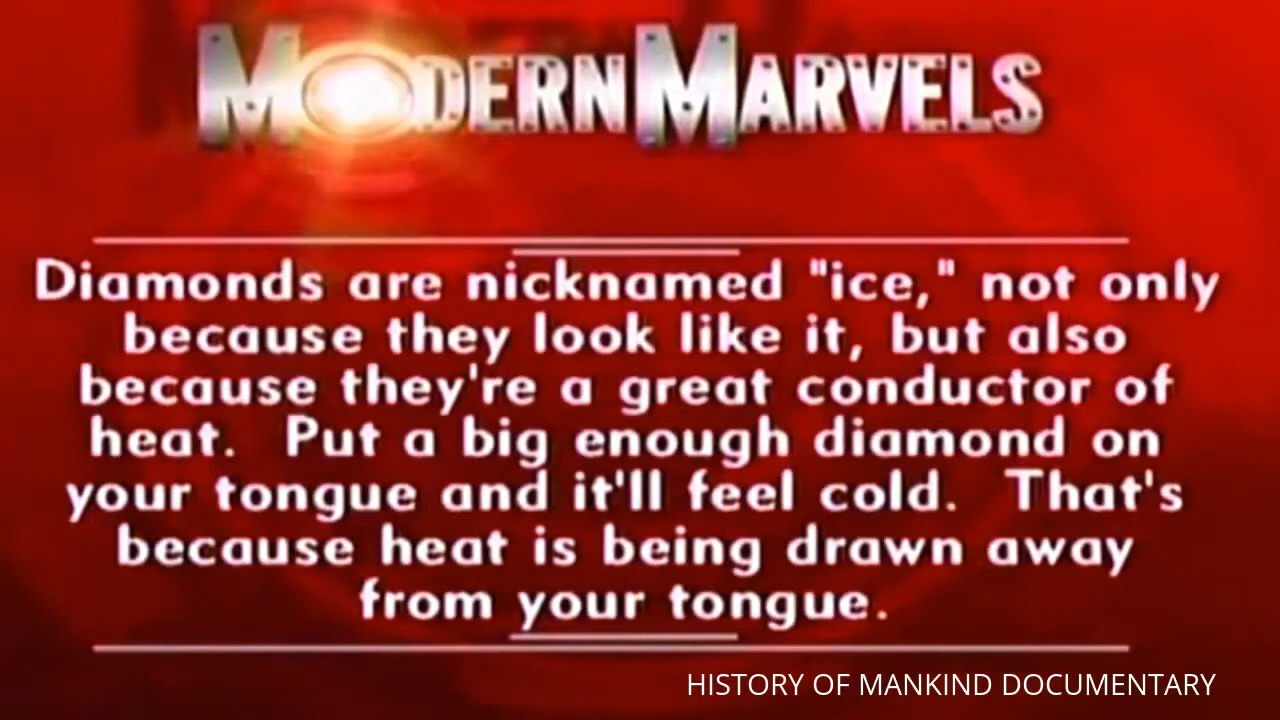 MODERN MARVELS
Diamonds are nicknamed "ice," not only
because they look like it, but also
because they're a great conductor of
heat.  Put a big enough diamond on
your tongue and it'll feel cold.  That's
because heat is being drawn away
from your tongue.
HISTORY OF MANKIND DOCUMENTARY